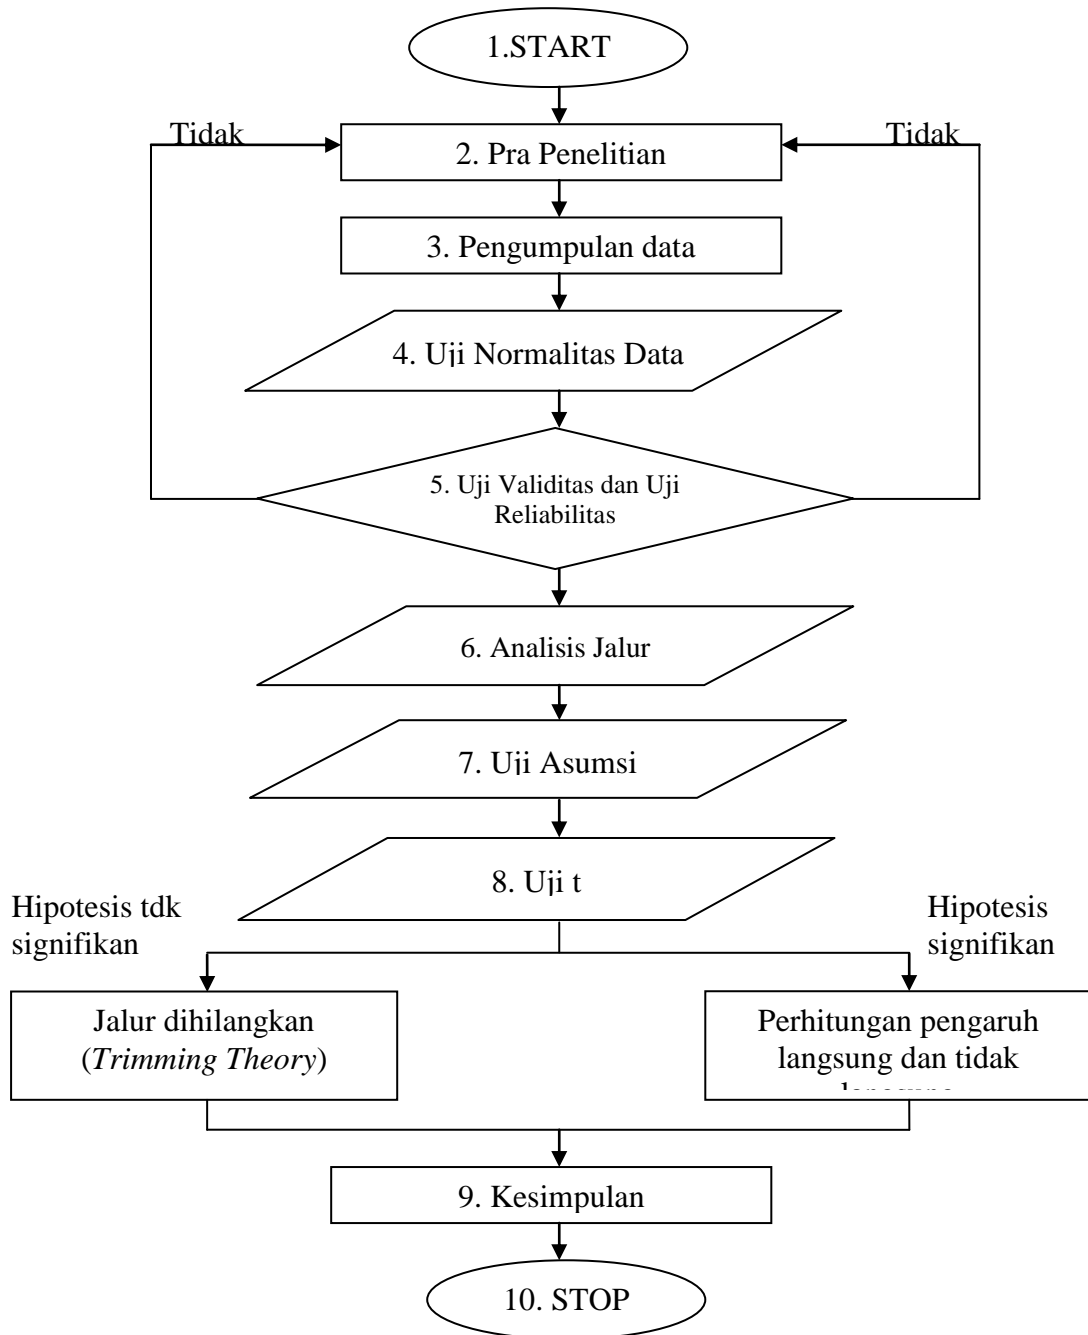 1.START
Tidak
Tidak
2. Pra Penelitian
3. Pengumpulan data
4. Uji Normalitas Data
5. Uji Validitas dan Uji
Reliabilitas
6. Analisis Jalur
7. Uji Asumsi
8. Uji t
Hipotesis tdk
signifikan
Hipotesis
signifikan
Jalur dihilangkan
(Trimming Theory)
Perhitungan pengaruh
langsung dan tidak
9. Kesimpulan
10. STOP